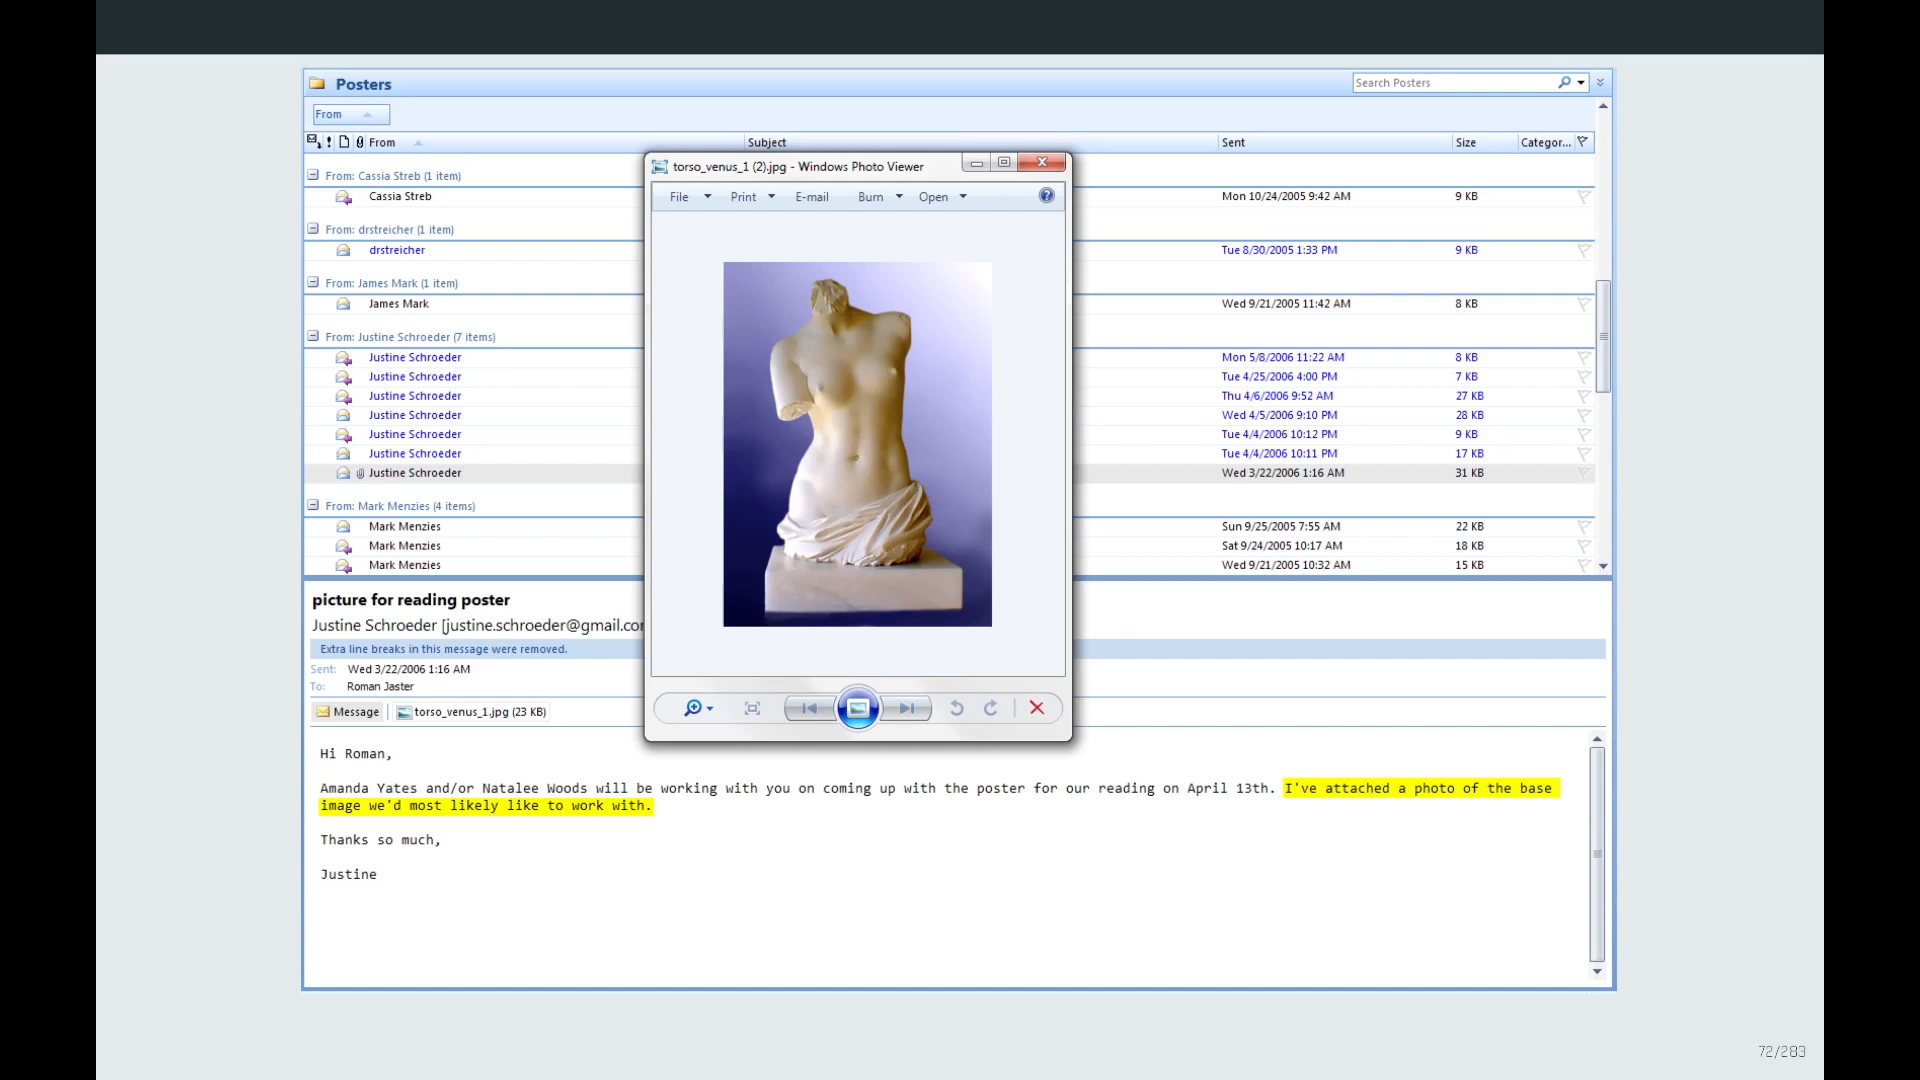 Posters
Search Posters
From
From
Subject
Sent
Size
Categor...
From: Cassia Streb (1 item)
Cassia Streb
Mon 10/24/2005 9:42 AM
9 KB
From: drstreicher (1 item)
drstreicher
Tue 8/30/2005 1:33 PM
9 KB
From: James Mark (1 item)
James Mark
Wed 9/21/2005 11:42 AM
8 KB
From: Justine Schroeder (7 items)
Justine Schroeder
Mon 5/8/2006 11:22 AM
8 KB
Justine Schroeder
Tue 4/25/2006 4:00 PM
7 KB
Justine Schroeder
Thu 4/6/2006 9:52 AM
27 KB
Justine Schroeder
Wed 4/5/2006 9:10 PM
28 KB
Justine Schroeder
Tue 4/4/2006 10:12 PM
9 KB
Justine Schroeder
Tue 4/4/2006 10:11 PM
17 KB
Justine Schroeder
Wed 3/22/2006 1:16 AM
31 KB
From: Mark Menzies (4 items)
Mark Menzies
Sun 9/25/2005 7:55 AM
22 KB
Mark Menzies
Sat 9/24/2005 10:17 AM
18 KB
Mark Menzies
Wed 9/21/2005 10:32 AM
15 KB
torso_venus_1 (2).jpg - Windows Photo Viewer
File
Print
E-mail
Burn
Open
picture for reading poster
Justine Schroeder [justine.schroeder@gmail.co
Extra line breaks in this message were removed.
Sent: Wed 3/22/2006 1:16 AM
To: Roman Jaster
Message
torso_venus_1.jpg (23 KB)
Hi Roman,
Amanda Yates and/or Natalee Woods will be working with you on coming up with the poster for our reading on April 13th. I've attached a photo of the base
image we'd most likely like to work with.
Thanks so much,
Justine
72/283